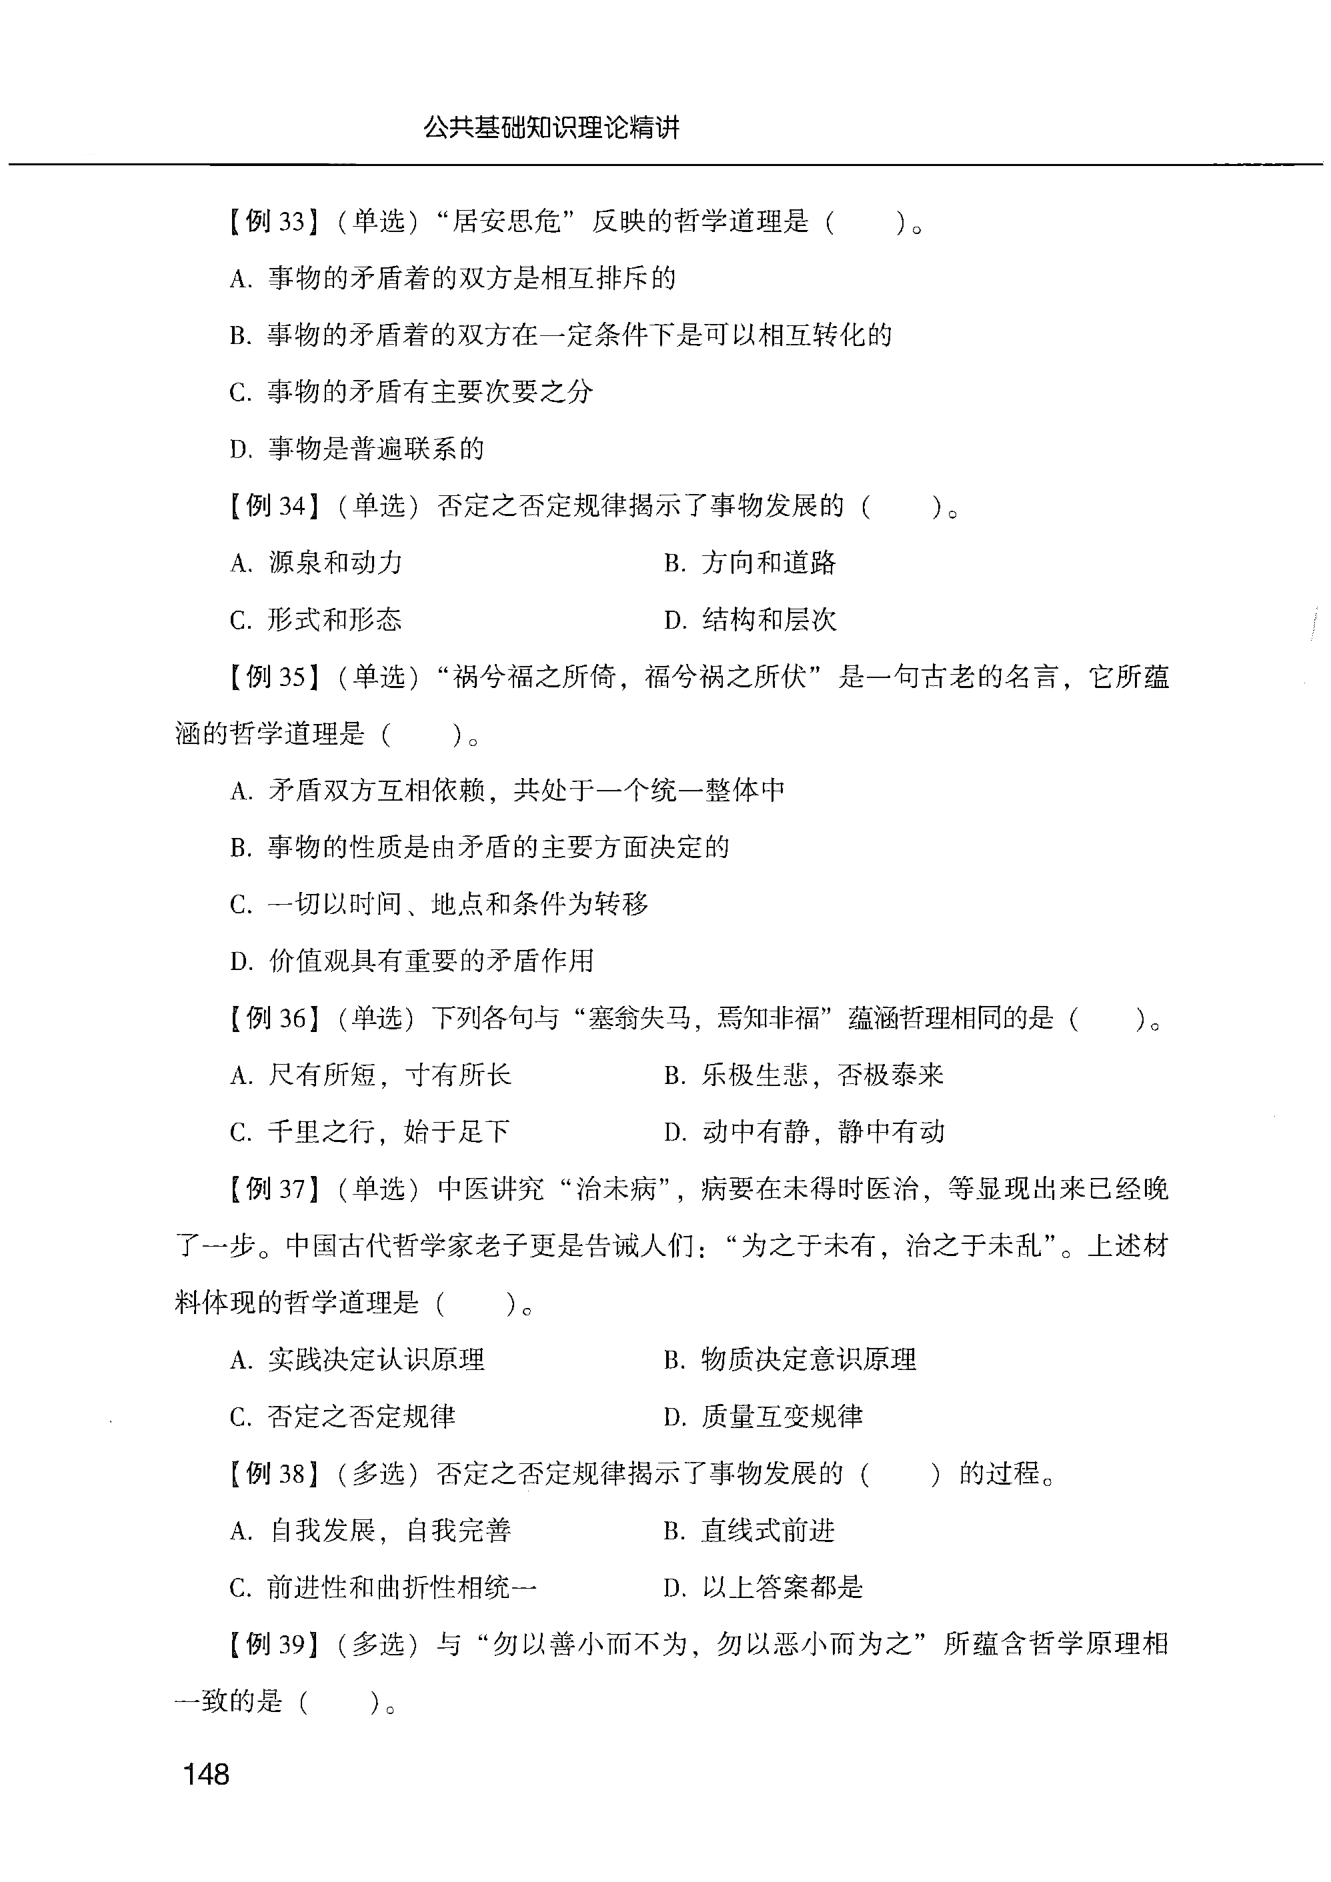 公共基础知识理论精讲
【例 33】(单选)“居安思危”反映的哲学道理是(  )。
A. 事物的矛盾着的双方是相互排斥的
B. 事物的矛盾着的双方在一定条件下是可以相互转化的
C. 事物的矛盾有主要次要之分
D. 事物是普遍联系的
【例 34】(单选)否定之否定规律揭示了事物发展的(  )。
A. 源泉和动力 B. 方向和道路
C. 形式和形态 D. 结构和层次
【例 35】(单选)“祸兮福之所倚，福兮祸之所伏”是一句古老的名言，它所蕴
涵的哲学道理是(  )。
A. 矛盾双方互相依赖，共处于一个统一整体中
B. 事物的性质是由矛盾的主要方面决定的
C. 一切以时间、地点和条件为转移
D. 价值观具有重要的矛盾作用
【例 36】(单选)下列各句与“塞翁失马，焉知非福”蕴涵哲理相同的是(  )。
A. 尺有所短，寸有所长 B. 乐极生悲，否极泰来
C. 千里之行，始于足下 D. 动中有静，静中有动
【例 37】(单选)中医讲究“治未病”，病要在未得时医治，等显现出来已经晚
了一步。中国古代哲学家老子更是告诫人们：“为之于未有，治之于未乱”。上述材
料体现的哲学道理是(  )。
A. 实践决定认识原理 B. 物质决定意识原理
C. 否定之否定规律 D. 质量互变规律
【例 38】(多选)否定之否定规律揭示了事物发展的(  )的过程。
A. 自我发展，自我完善 B. 直线式前进
C. 前进性和曲折性相统一 D. 以上答案都是
【例 39】(多选)与“勿以善小而不为，勿以恶小而为之”所蕴含哲学原理相
一致的是(  )。
148